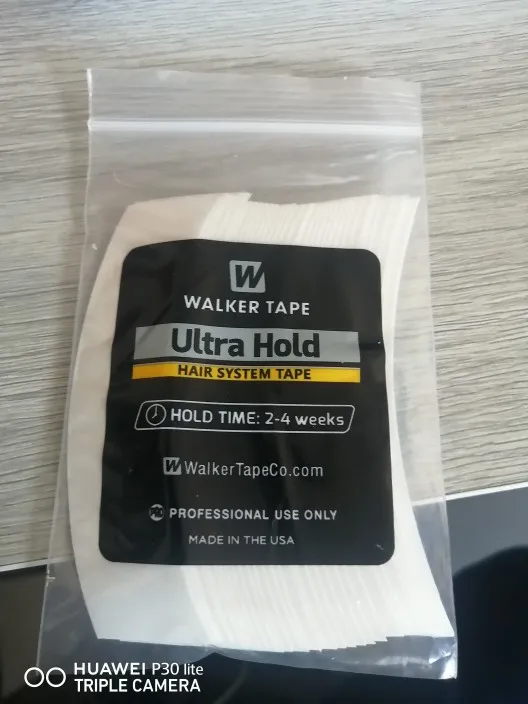 W
WALKER TAPE
Ultra Hold
HAIR SYSTEM TAPE
HOLD TIME: 2-4 weeks
W WalkerTapeCo.com
PRO PROFESSIONAL USE ONLY
MADE IN THE USA
HUAWEI P30 lite
TRIPLE CAMERA